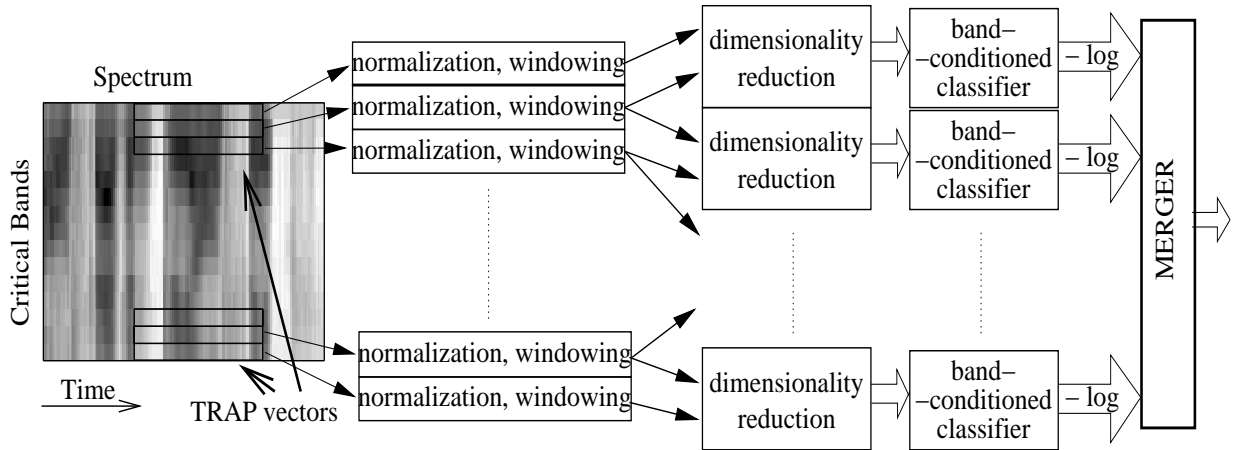 Spectrum
Critical Bands
Time
TRAP vectors
normalization, windowing
normalization, windowing
normalization, windowing
normalization, windowing
normalization, windowing
dimensionality
reduction
dimensionality
reduction
dimensionality
reduction
band–
–conditioned
classifier
band–
–conditioned
classifier
band–
–conditioned
classifier
– log
– log
– log
MERGER